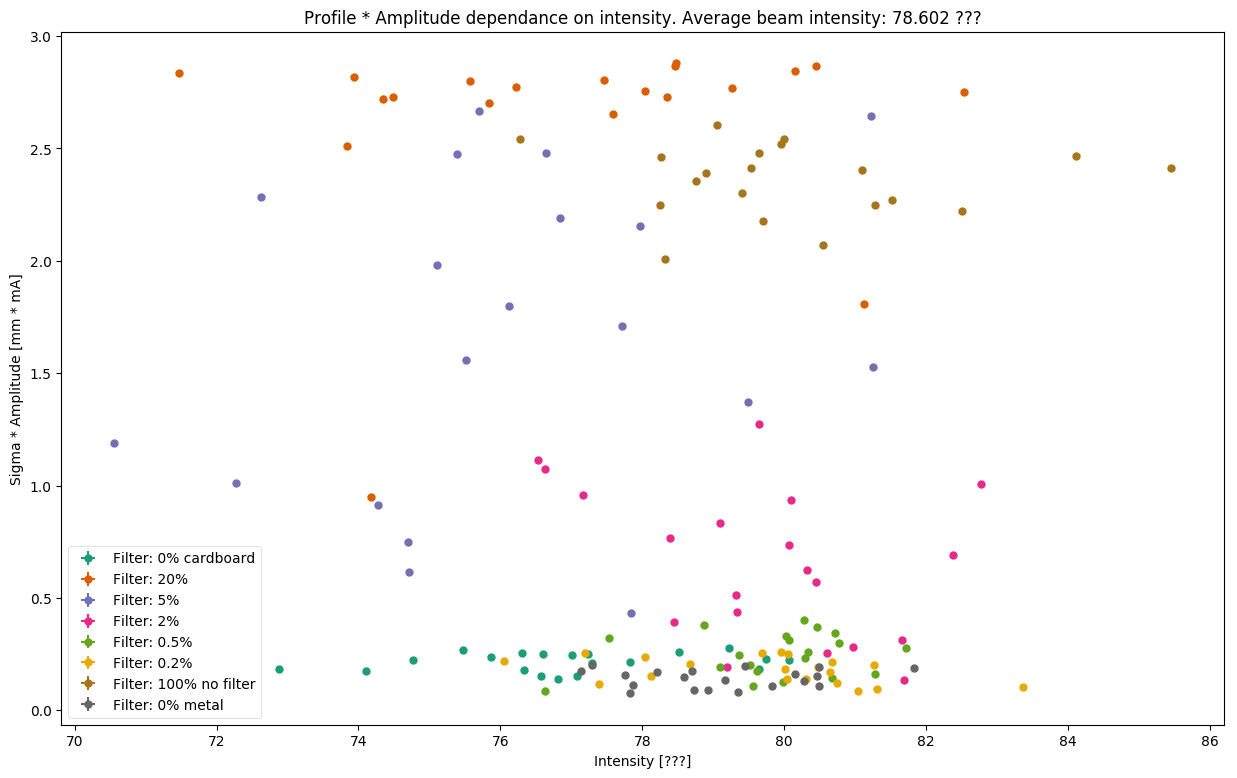 Profile * Amplitude dependance on intensity. Average beam intensity: 78.602 ???
Sigma * Amplitude [mm * mA]
3.0
2.5
2.0
1.5
1.0
0.5
0.0
Filter: 0% cardboard
Filter: 20%
Filter: 5%
Filter: 2%
Filter: 0.5%
Filter: 0.2%
Filter: 100% no filter
Filter: 0% metal
70 72 74 76 78 80 82 84 86
Intensity [???]